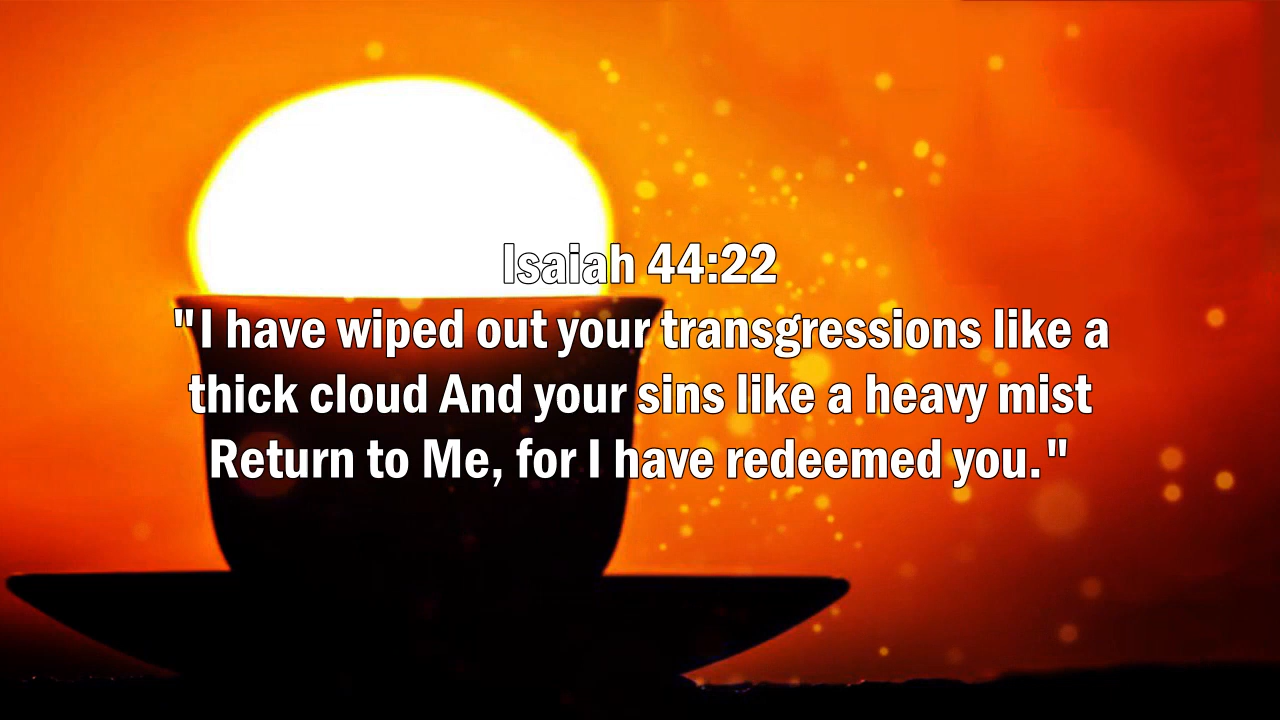 Isaiah 44:22
"I have wiped out your transgressions like a
thick cloud And your sins like a heavy mist
Return to Me, for I have redeemed you."